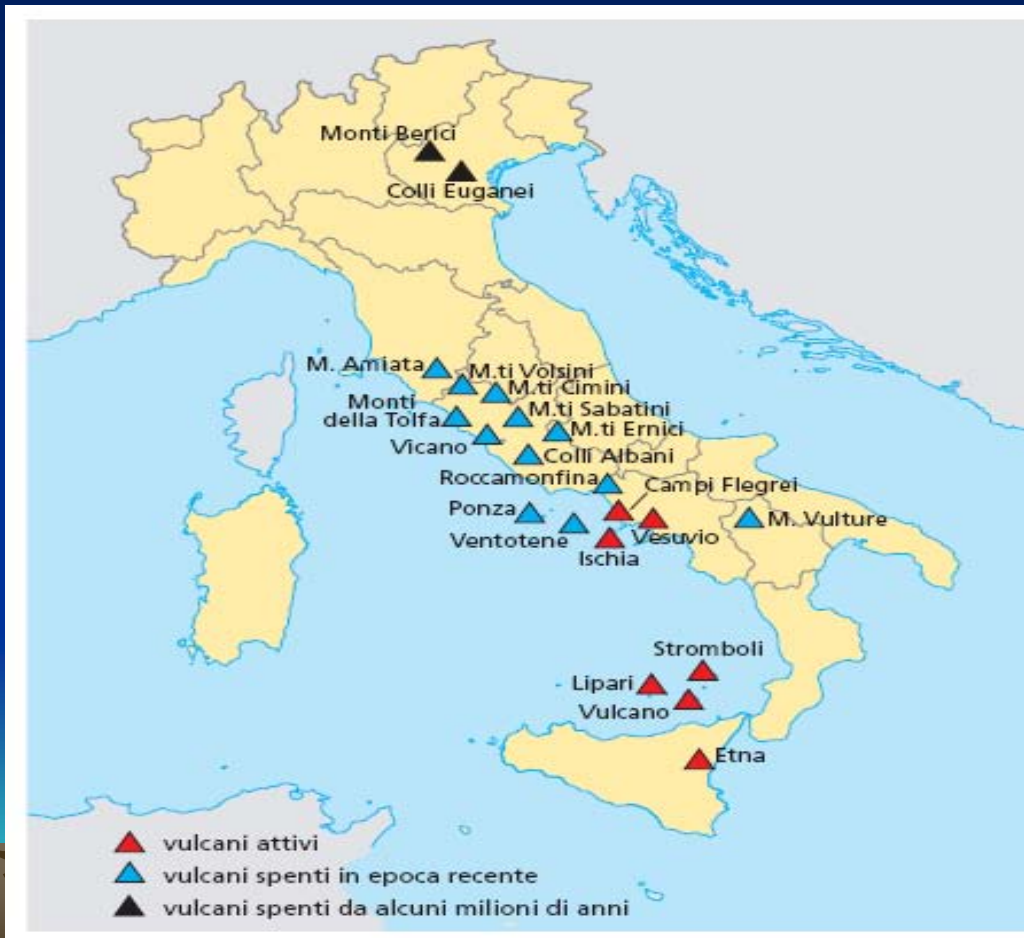 Monti Berici
Colli Euganei
M. Amiata
M.ti Volsini
M.ti Cimini
Monti
della Tolfa
M.ti Sabatini
M.ti Ernici
Vicano
Colli Albani
Roccamonfina
Campi Flegrei
Ponza
M. Vulture
Ventotene
Vesuvio
Ischia
Stromboli
Lipari
Vulcano
Etna
vulcani attivi
vulcani spenti in epoca recente
vulcani spenti da alcuni milioni di anni